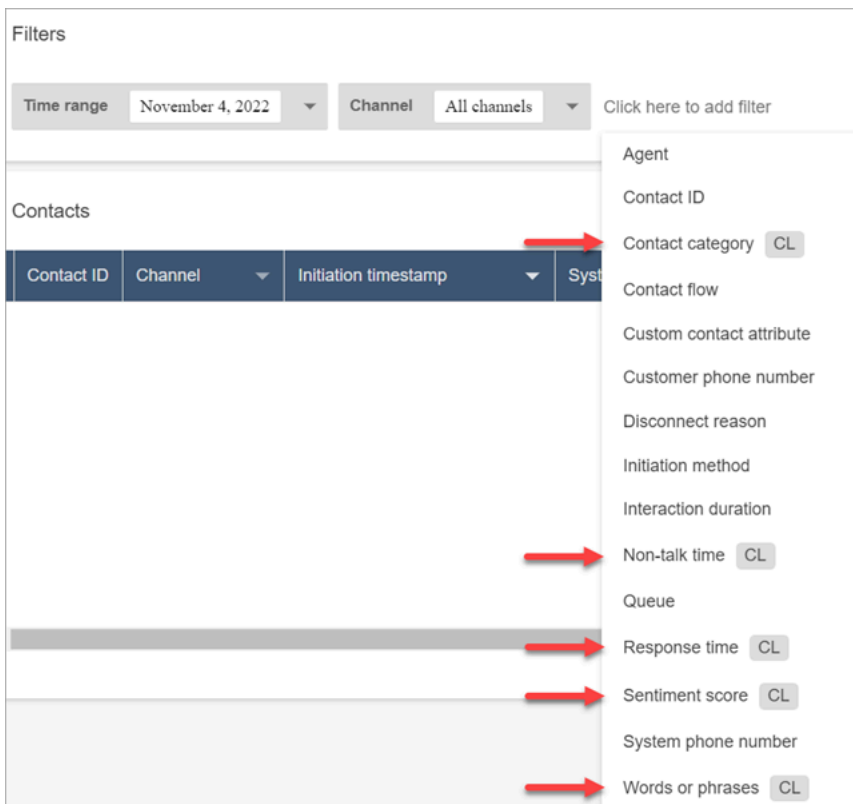 Filters
Time range November 4, 2022 Channel All channels Click here to add filter
Agent
Contact ID
Contacts
Contact category CL
Contact ID Channel Initiation timestamp Syst
Contact flow
Custom contact attribute
Customer phone number
Disconnect reason
Initiation method
Interaction duration
Non-talk time CL
Queue
Response time CL
Sentiment score CL
System phone number
Words or phrases CL